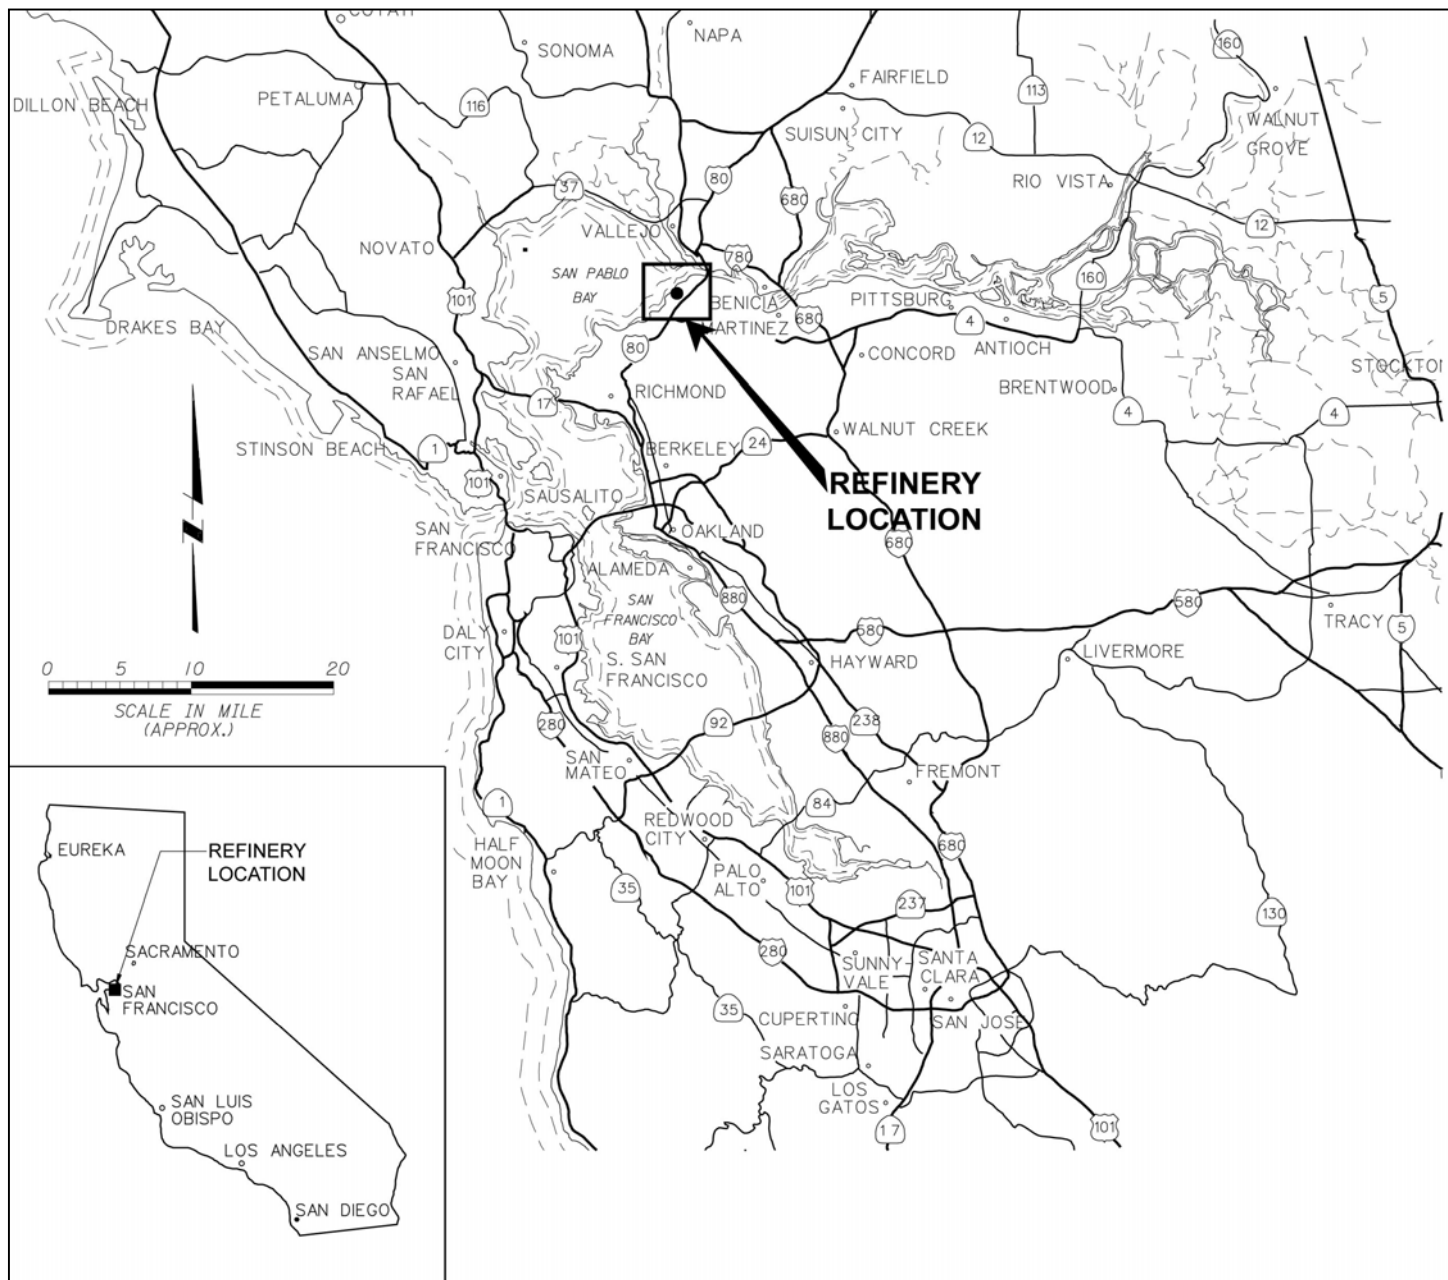 NAPA
SONOMA
FAIRFIELD
160
DILLON BEACH
PETALUMA
116
113
SUISUN CITY
12
WALNUT
GROVE
37
80
680
RIO VISTA
12
NOVATO
VALLEJO
780
SAN PABLO
BAY
101
BENICIA
PITTSBURG
160
5
DRAKES BAY
MARTINEZ
680
4
ANTIOCH
SAN ANSELMO
SAN
RAFAEL
80
CONCORD
STOCKTON
BRENTWOOD
17
RICHMOND
4
4
STINSON BEACH
1
BERKELEY
24
WALNUT CREEK
101
SAUSALITO
REFINERY
LOCATION
SAN
FRANCISCO
OAKLAND
680
ALAMEDA
SAN
FRANCISCO
BAY
880
580
TRACY
DALY
CITY
101
580
5
S. SAN
FRANCISCO
HAYWARD
LIVERMORE
0 5 10 20
SCALE IN MILE
(APPROX.)
280
92
880
238
SAN
MATEO
FREMONT
1
REDWOOD
CITY
84
HALF
MOON
BAY
680
PALO
ALTO
35
101
237
130
280
SUNNY-
VALE
SANTA
CLARA
35
CUPERTINO
SAN JOSE
SARATOGA
LOS
GATOS
17
101
EUREKA
REFINERY
LOCATION
SACRAMENTO
SAN
FRANCISCO
SAN LUIS
OBISPO
LOS ANGELES
SAN DIEGO